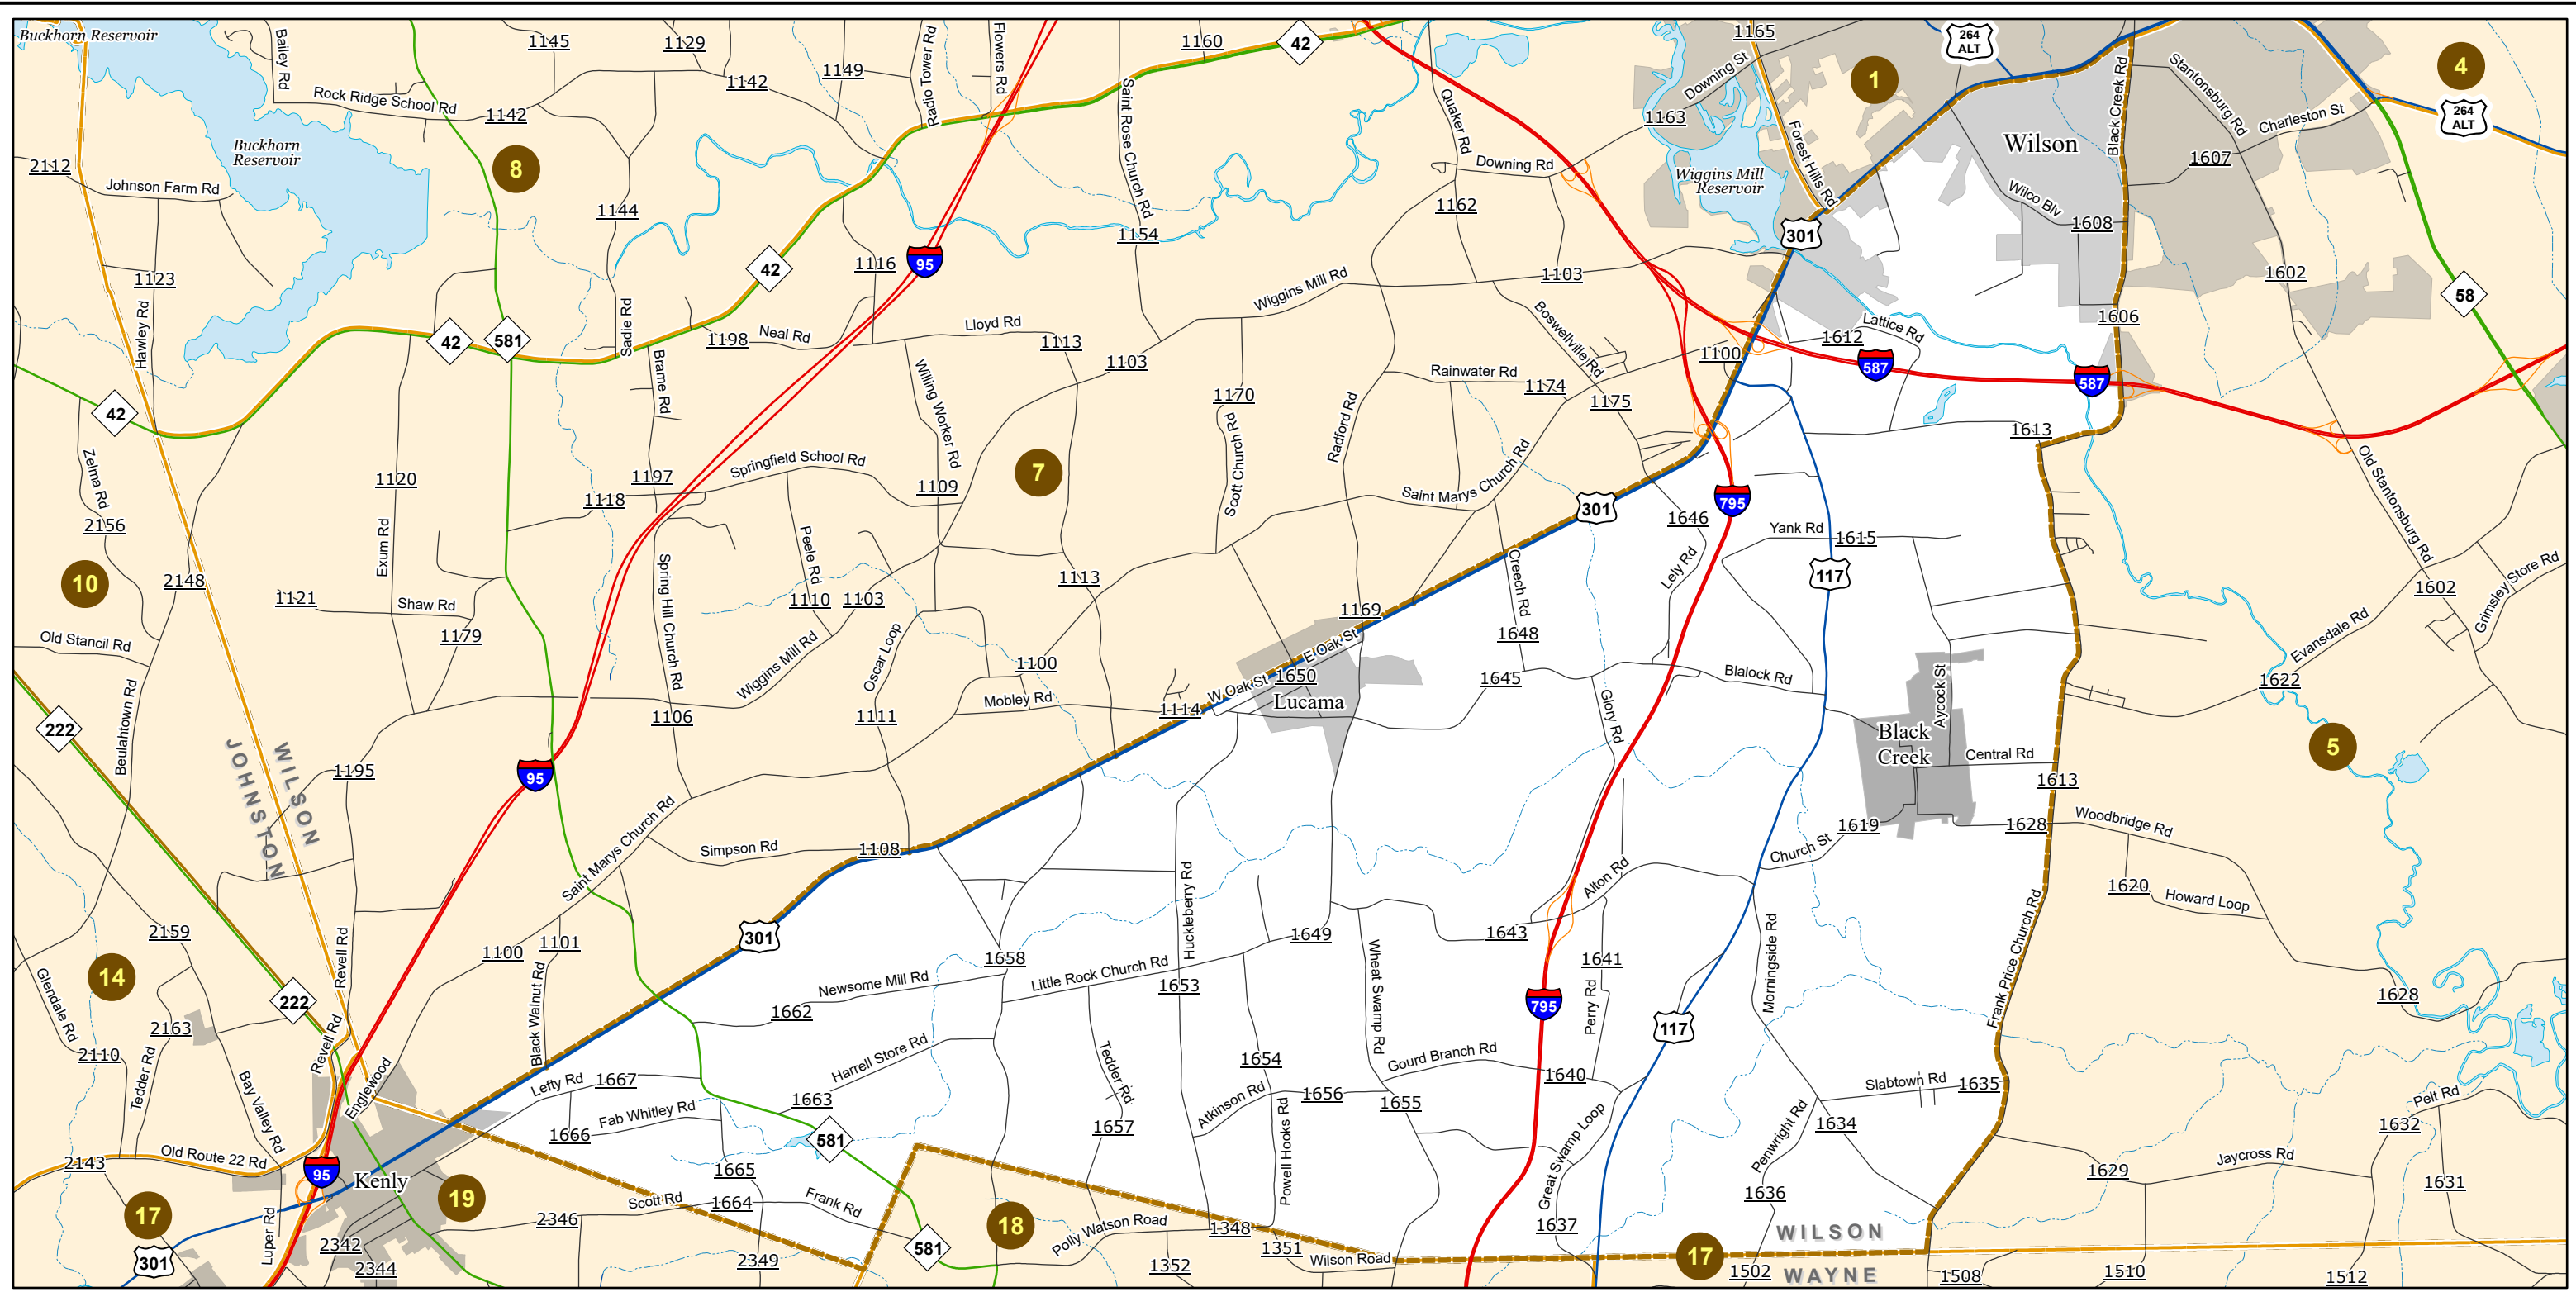 Buckhorn Reservoir
Bailey Rd
1145
1129
1142
1149
Radio Tower Rd
Flowers Rd
1160
42
1165
264
ALT
1
4
Rock Ridge School Rd
1142
Saint Rose Church Rd
Quaker Rd
Downing St
1163
Forest Hills Rd
Wilson
Black Creek Rd
Stantonsburg Rd
Charleston St
264
ALT
1607
2112
Johnson Farm Rd
Buckhorn
Reservoir
8
1144
Downing Rd
1162
Wiggins Mill
Reservoir
Wilco Blv
1608
301
1154
1123
Hawley Rd
42
1116
95
Wiggins Mill Rd
1103
1602
58
1606
42
581
Sadie Rd
1198
Neal Rd
Lloyd Rd
1113
1103
Boswellville Rd
1100
1612
Lattice Rd
587
587
42
Brame Rd
Willing Worker Rd
1170
Scott Church Rd
Radford Rd
Rainwater Rd
1174
1175
1613
Zelma Rd
2156
1120
Exum Rd
1197
1118
Springfield School Rd
1109
7
Saint Marys Church Rd
301
1646
795
Old Stantonsburg Rd
Yank Rd
1615
10
2148
Peele Rd
1110
1103
1113
Creech Rd
Lely Rd
117
1602
Grimsley Store Rd
1121
Shaw Rd
1179
Spring Hill Church Rd
1106
Wiggins Mill Rd
Oscar Loop
1111
1100
Mobley Rd
1114
W Oak St
1650
E Oak St
1169
Lucama
1648
1645
Glory Rd
Blalock Rd
Evansdale Rd
1622
Old Stancil Rd
Beulahtown Rd
222
WILSON
JOHNSTON
1195
95
Black
Creek
Aycock St
Central Rd
1613
5
Saint Marys Church Rd
Simpson Rd
1108
1619
Church St
1628
Woodbridge Rd
1620
Howard Loop
301
1100
1101
Black Walnut Rd
Revell Rd
2159
14
Glendale Rd
222
2163
2110
Tedder Rd
Bay Valley Rd
Revell Rd
Englewood
1658
Newsome Mill Rd
1662
Little Rock Church Rd
Huckleberry Rd
1653
1649
Wheat Swamp Rd
1643
Alton Rd
1641
Perry Rd
795
117
Morningside Rd
Frank Price Church Rd
1628
Lefty Rd
1667
Harrell Store Rd
1663
Fab Whitley Rd
1666
581
1665
Tedder Rd
1657
1654
Atkinson Rd
1656
1655
Gourd Branch Rd
1640
Slabtown Rd
1635
1634
Penwright Rd
1636
Pelt Rd
1632
1631
1629
Jaycross Rd
2143
Old Route 22 Rd
95
Kenly
19
17
301
Luper Rd
2342
2344
2346
Scott Rd
1664
Frank Rd
2349
581
18
Polly Watson Road
1352
1348
1351
Powell Hooks Rd
Wilson Road
Great Swamp Loop
1637
17
1502
WILSON
WAYNE
1508
1510
1512